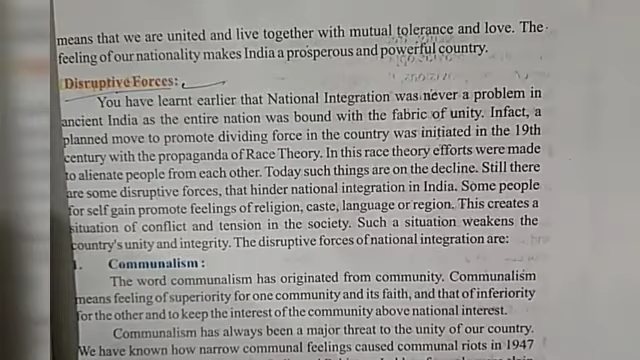 means that we are united and live together with mutual tolerance and love. The
feeling of our nationality makes India a prosperous and powerful country.
Disruptive Forces:
You have learnt earlier that National Integration was never a problem in
ancient India as the entire nation was bound with the fabric of unity. Infact, a
planned move to promote dividing force in the country was initiated in the 19th
century with the propaganda of Race Theory. In this race theory efforts were made
to alienate people from each other. Today such things are on the decline. Still there
are some disruptive forces, that hinder national integration in India. Some people
for self gain promote feelings of religion, caste, language or region. This creates a
situation of conflict and tension in the society. Such a situation weakens the
country's unity and integrity. The disruptive forces of national integration are:
1. Communalism :
The word communalism has originated from community. Communalism
means feeling of superiority for one community and its faith, and that of inferiority
for the other and to keep the interest of the community above national interest.
Communalism has always been a major threat to the unity of our country.
We have known how narrow communal feelings caused communal riots in 1947